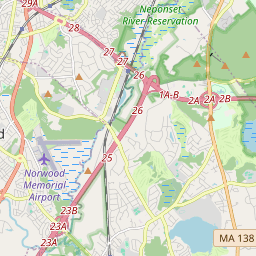 29A
28
Neponset
River Reservation
27
27
26
26
1A-B
2A
2A
2B
25
Norwood
Memorial
Airport
23B
23A
23A
MA 138